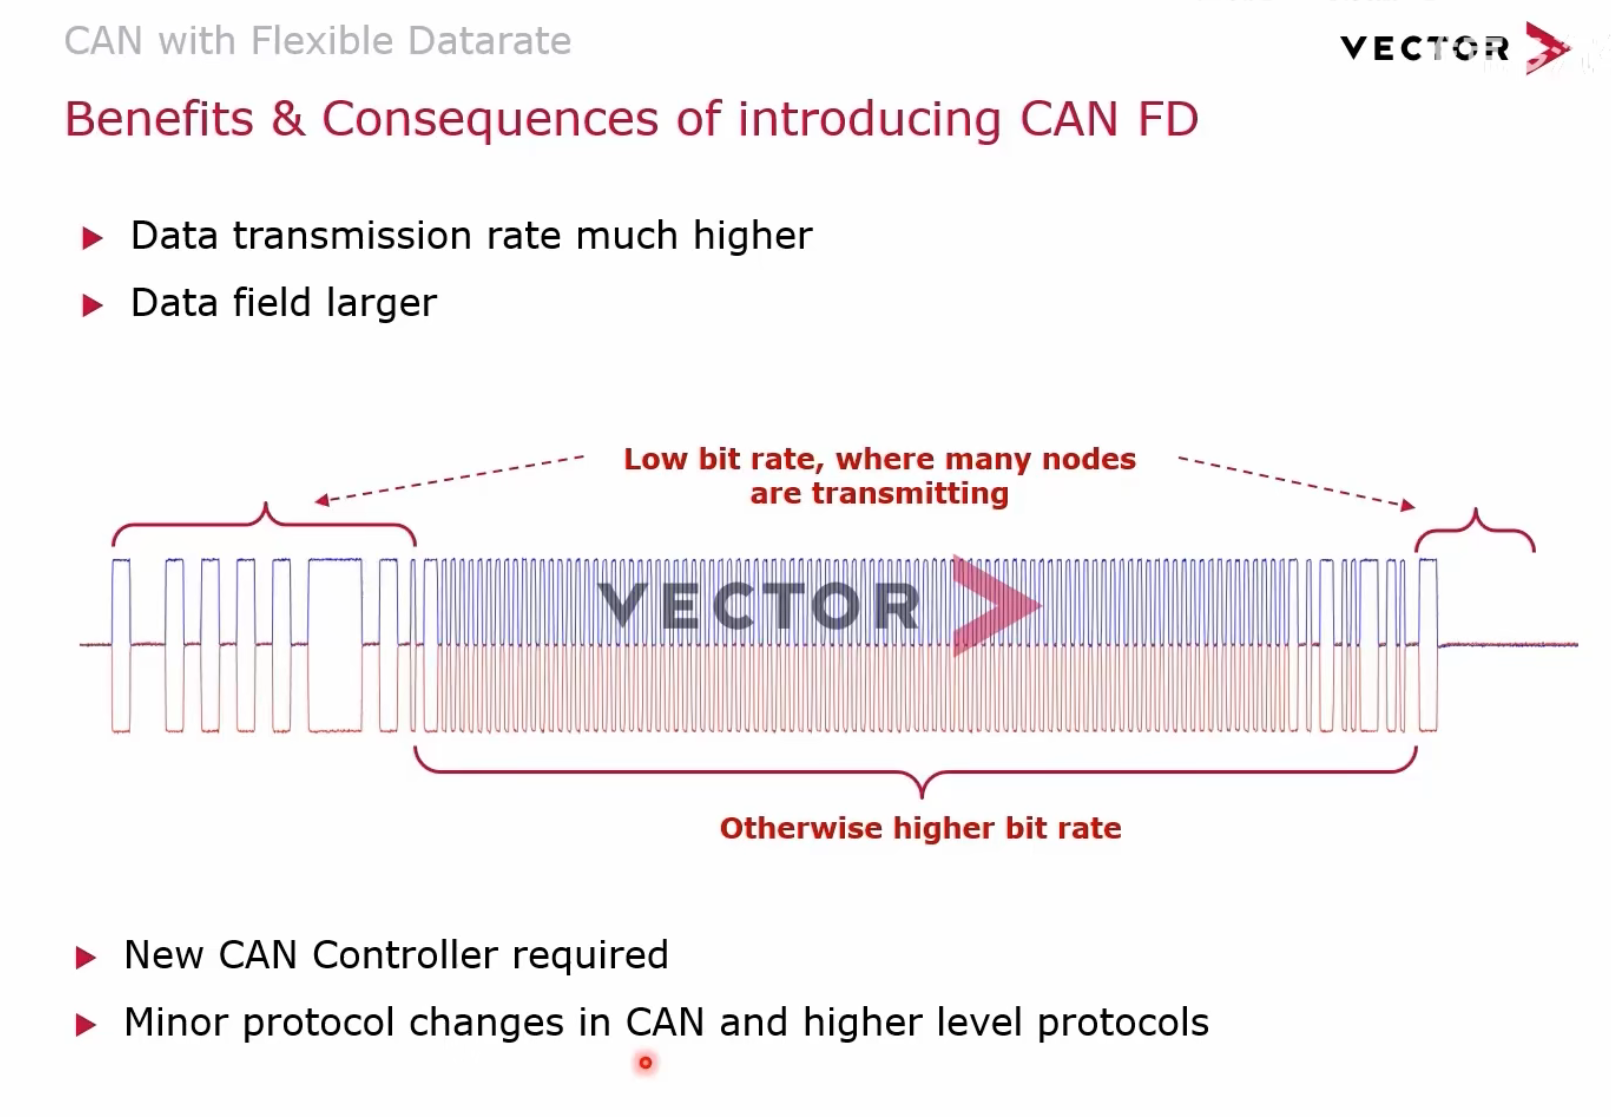 CAN with Flexible Datarate
VECTOR
Benefits & Consequences of introducing CAN FD
Data transmission rate much higher
Data field larger
Low bit rate, where many nodes
are transmitting
VECTOR
Otherwise higher bit rate
New CAN Controller required
Minor protocol changes in CAN and higher level protocols